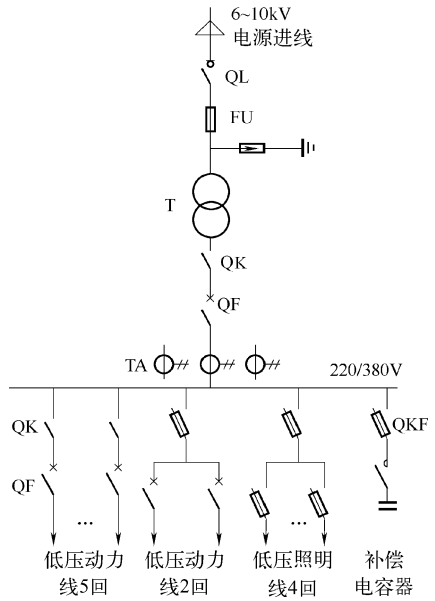 6~10kV
电源进线
QL
FU
T
QK
QF
TA
220/380V
QK
QKF
QF
...
...
低压动力
线5回
低压动力
线2回
低压照明
线4回
补偿
电容器